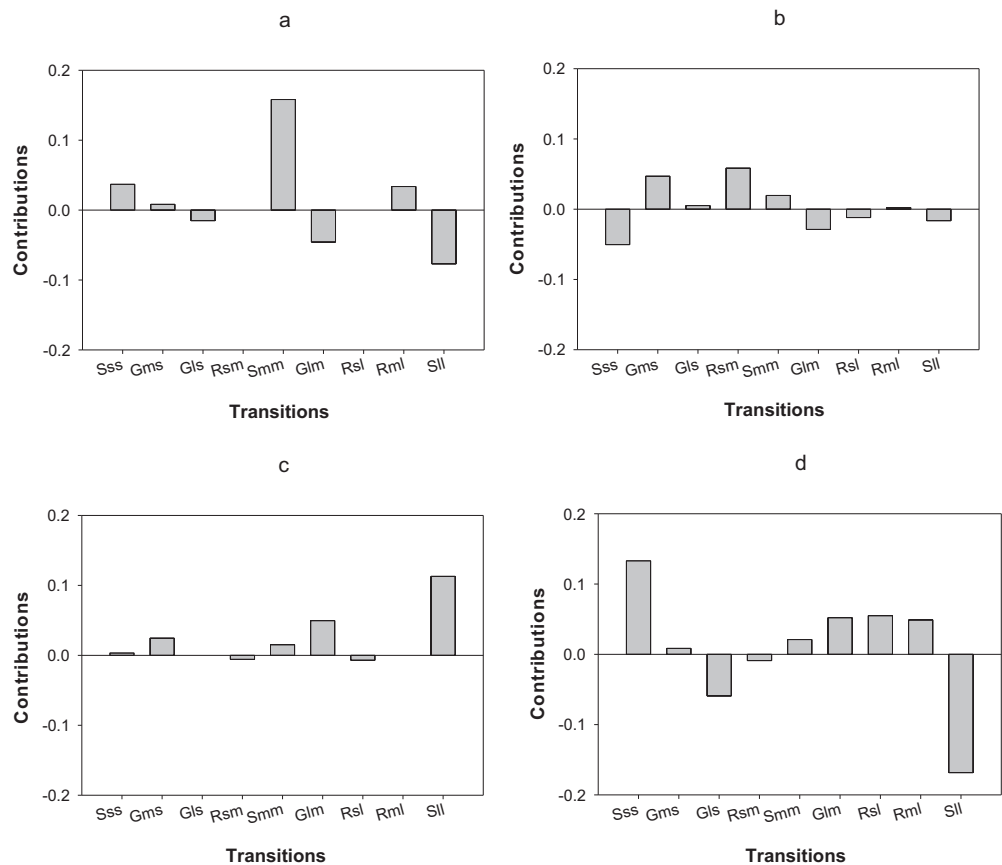 a
0.2
0.1
0.0
-0.1
-0.2
Contributions
Sss Gms Gls Rsm Smm Glm Rsl Rml Sll
Transitions
b
0.2
0.1
0.0
-0.1
-0.2
Contributions
Sss Gms Gls Rsm Smm Glm Rsl Rml Sll
Transitions
c
0.2
0.1
0.0
-0.1
-0.2
Contributions
Sss Gms Gls Rsm Smm Glm Rsl Rml Sll
Transitions
d
0.2
0.1
0.0
-0.1
-0.2
Contributions
Sss Gms Gls Rsm Smm Glm Rsl Rml Sll
Transitions